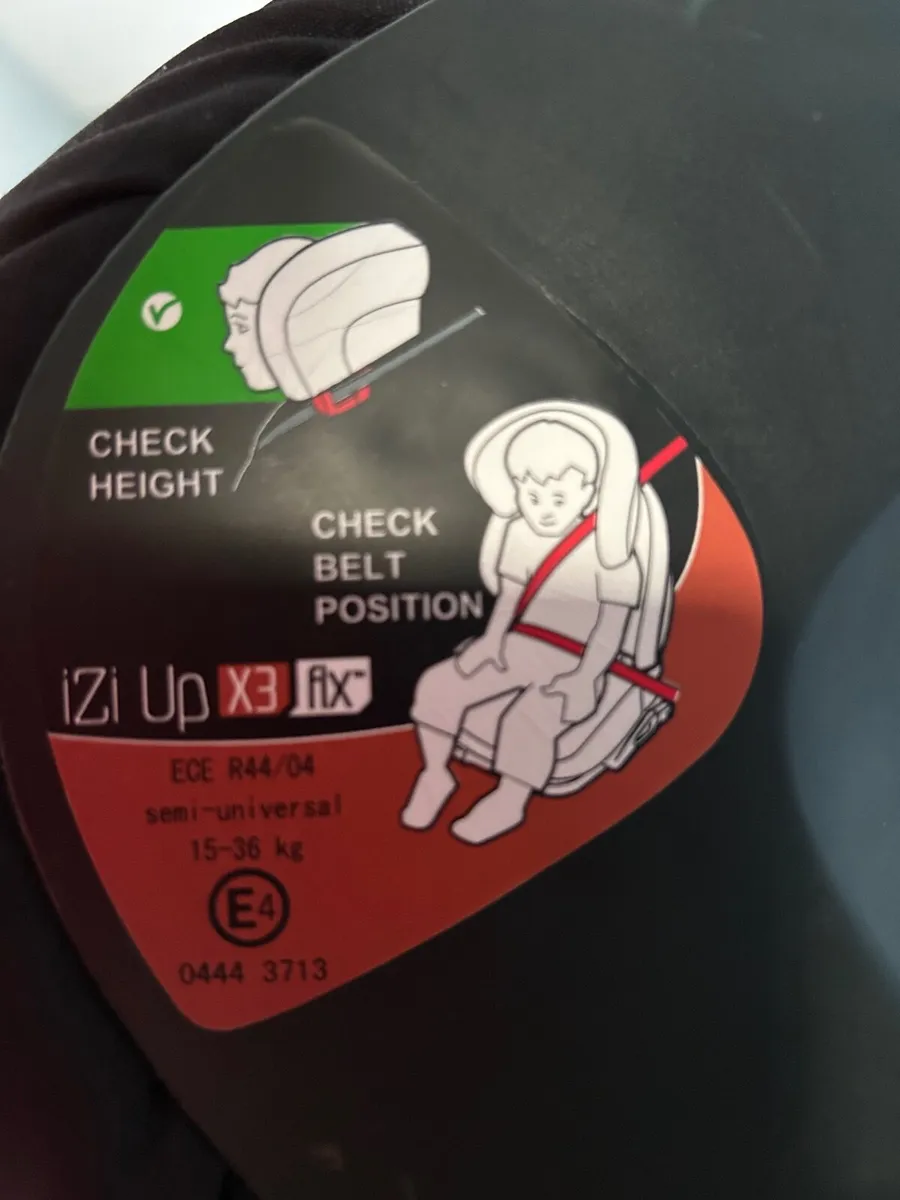 CHECK
HEIGHT
CHECK
BELT
POSITION
iZi Up X3 fix™
ECE R44/04
semi-universal
15-36 kg
E4
0444 3713